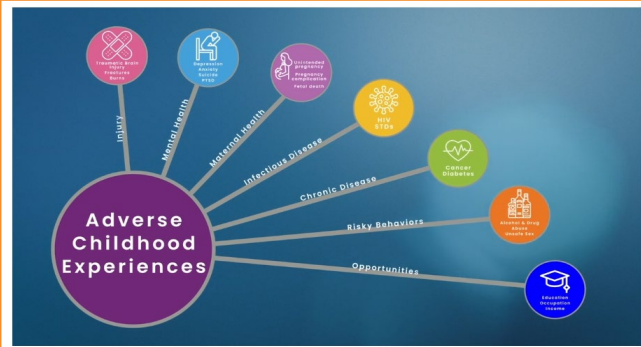 Traumatic Brain
Injury
Fractures
Burns
Depression
Anxiety
Suicide
PTSD
Unintended
pregnancy
Pregnancy
complication
Fetal death
HIV
STDs
Cancer
Diabetes
Alcohol & Drug
Abuse
Unsafe Sex
Education
Occupation
Income
Injury
Mental Health
Maternal Health
Infectious Disease
Chronic Disease
Risky Behaviors
Opportunities
Adverse
Childhood
Experiences